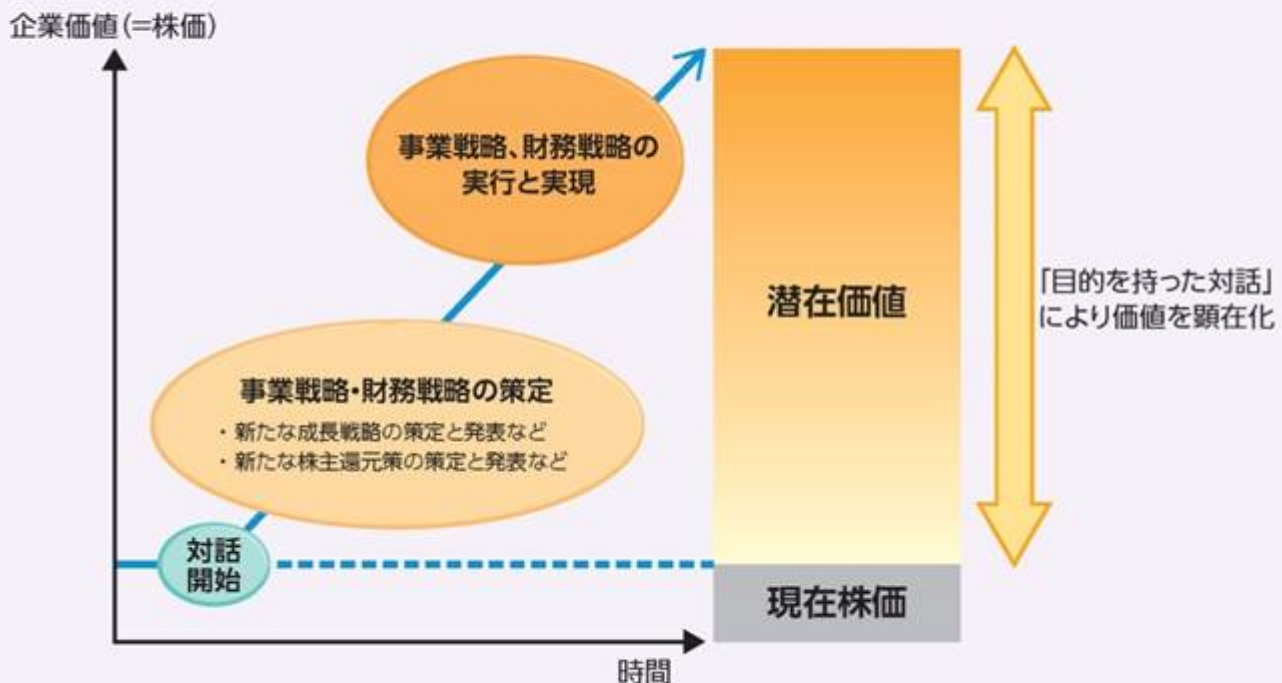 企業価値(=株価)
事業戦略、財務戦略の
実行と実現
潜在価値
「目的を持った対話」
により価値を顕在化
事業戦略・財務戦略の策定
・新たな成長戦略の策定と発表など
・新たな株主還元策の策定と発表など
対話
開始
現在株価
時間